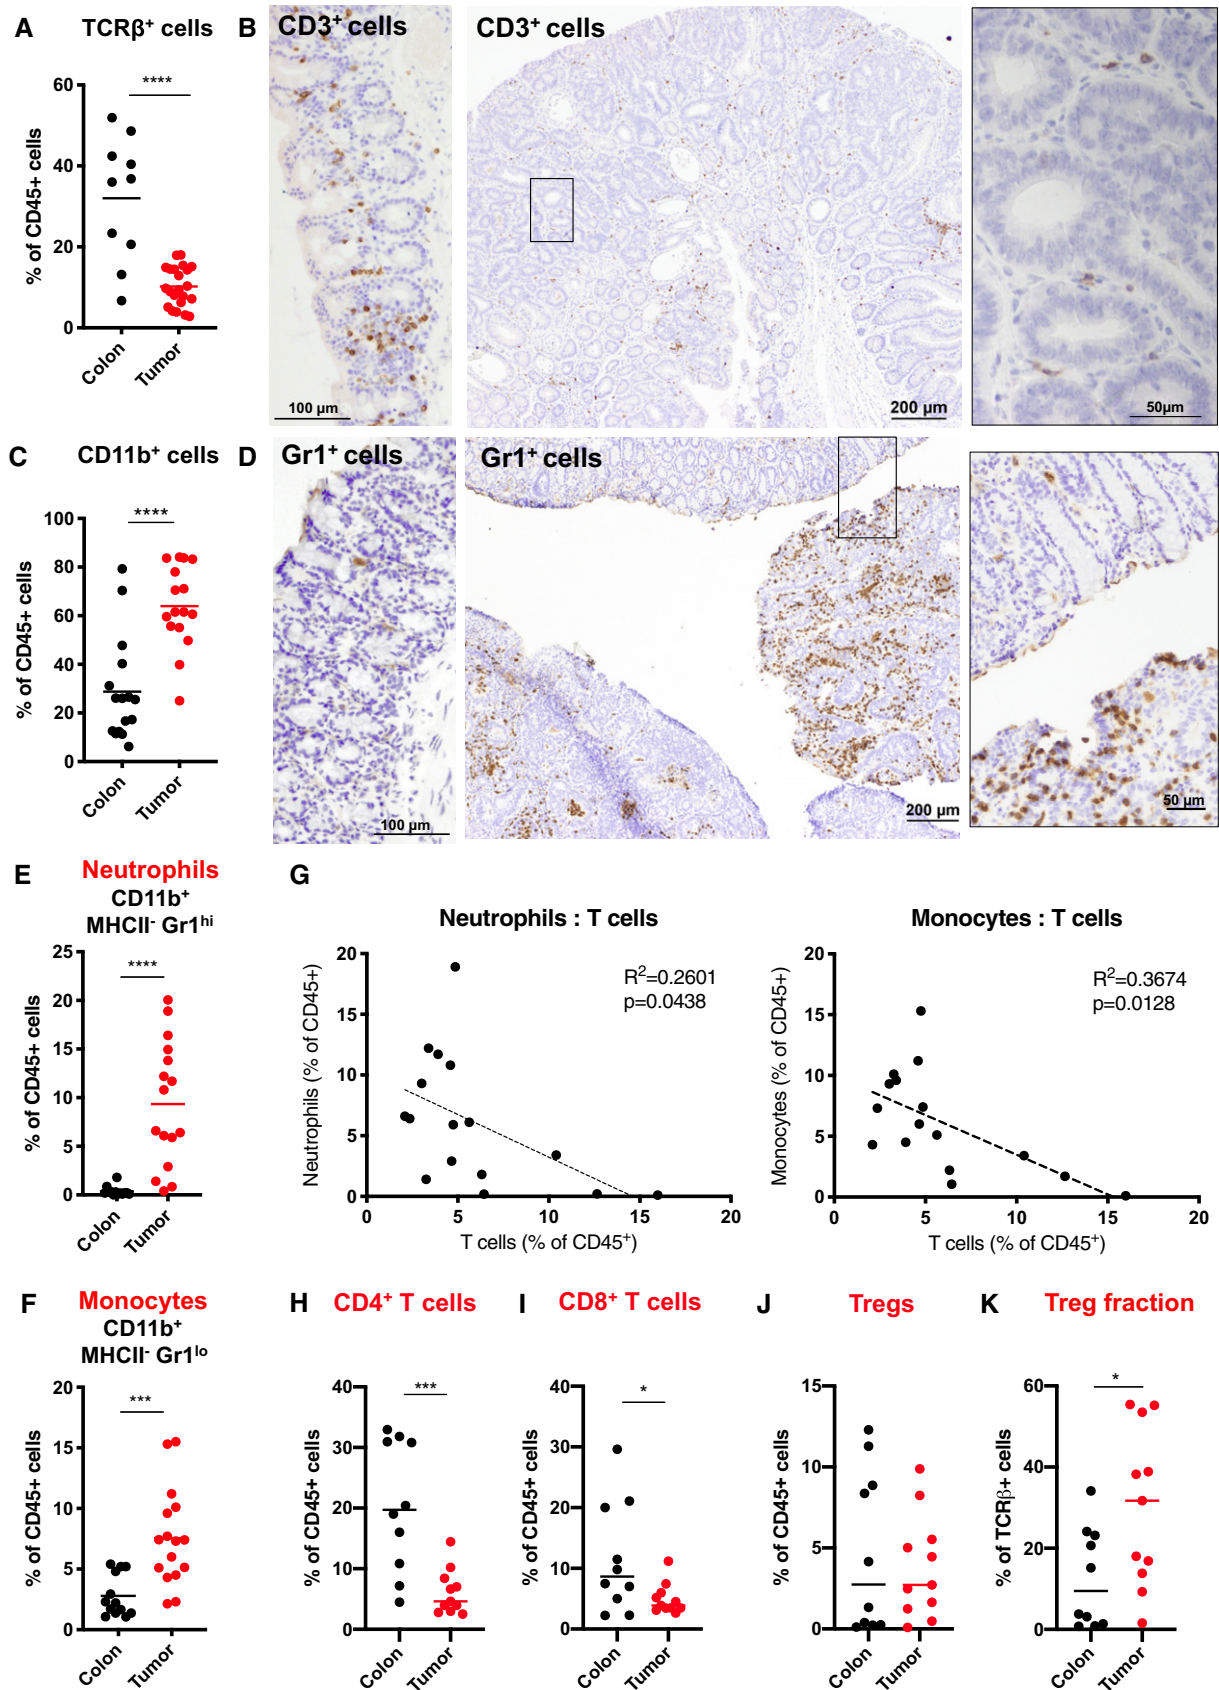 A
TCRβ⁺ cells
****
60
40
20
0
% of CD45+ cells
Colon
Tumor
B
CD3⁺ cells
100 µm
CD3⁺ cells
200 µm
50µm
C
CD11b⁺ cells
****
100
80
60
40
20
0
% of CD45+ cells
Colon
Tumor
D
Gr1⁺ cells
100 µm
Gr1⁺ cells
200 µm
50 µm
E
Neutrophils
CD11b⁺
MHCII⁻ Gr1ʰⁱ
****
25
20
15
10
5
0
% of CD45+ cells
Colon
Tumor
G
Neutrophils : T cells
R²=0.2601
p=0.0438
20
15
10
5
0
Neutrophils (% of CD45+)
0 5 10 15 20
T cells (% of CD45⁺)
Monocytes : T cells
R²=0.3674
p=0.0128
20
15
10
5
0
Monocytes (% of CD45+)
0 5 10 15 20
T cells (% of CD45⁺)
F
Monocytes
CD11b⁺
MHCII⁻ Gr1ˡᵒ
***
20
15
10
5
0
% of CD45+ cells
Colon
Tumor
H
CD4⁺ T cells
***
40
30
20
10
0
% of CD45+ cells
Colon
Tumor
I
CD8⁺ T cells
*
40
30
20
10
0
% of CD45+ cells
Colon
Tumor
J
Tregs
15
10
5
0
% of CD45+ cells
Colon
Tumor
K
Treg fraction
*
60
40
20
0
% of TCRβ+ cells
Colon
Tumor